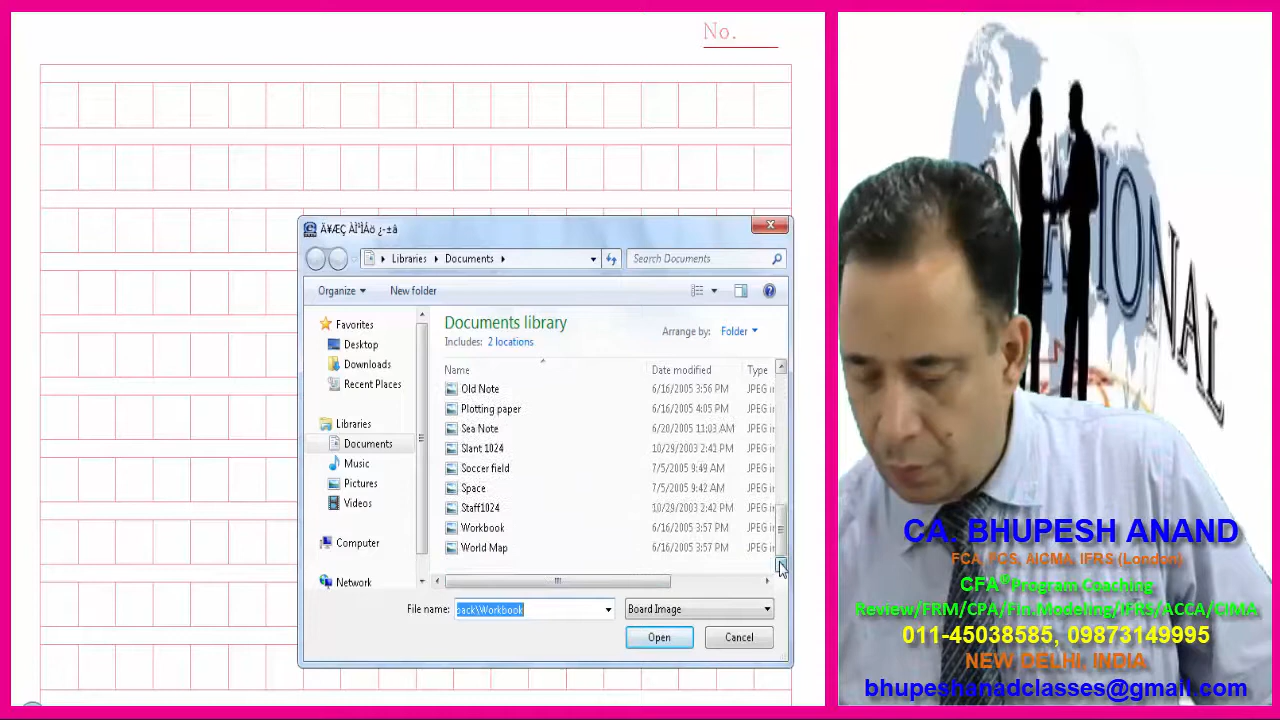 No.
Ä¥ÆÇ ÀÌ¹ÌÁö ¿­±â
Libraries Documents
Search Documents
Organize
New folder
Favorites
Desktop
Downloads
Recent Places
Libraries
Documents
Music
Pictures
Videos
Computer
Network
Documents library
Includes: 2 locations
Arrange by: Folder
Name Date modified Type
Old Note 6/16/2005 3:56 PM JPEG i
Plotting paper 6/16/2005 4:05 PM JPEG i
Sea Note 6/20/2005 11:03 AM JPEG i
Slant 1024 10/29/2003 2:41 PM JPEG i
Soccer field 7/5/2005 9:49 AM JPEG i
Space 7/5/2005 9:42 AM JPEG i
Staff1024 10/29/2003 2:42 PM JPEG i
Workbook 6/16/2005 3:57 PM JPEG i
World Map 6/16/2005 3:57 PM JPEG i
File name: back\Workbook
Board Image
Open
Cancel
NATIONAL
CA. BHUPESH ANAND
FCA, PCS, AICMA, IFRS (London)
CFA® Program Coaching
Review/FRM/CPA/Fin.Modeling/IFRS/ACCA/CIMA
011-45038585, 09873149995
NEW DELHI, INDIA
bhupeshanadclasses@gmail.com